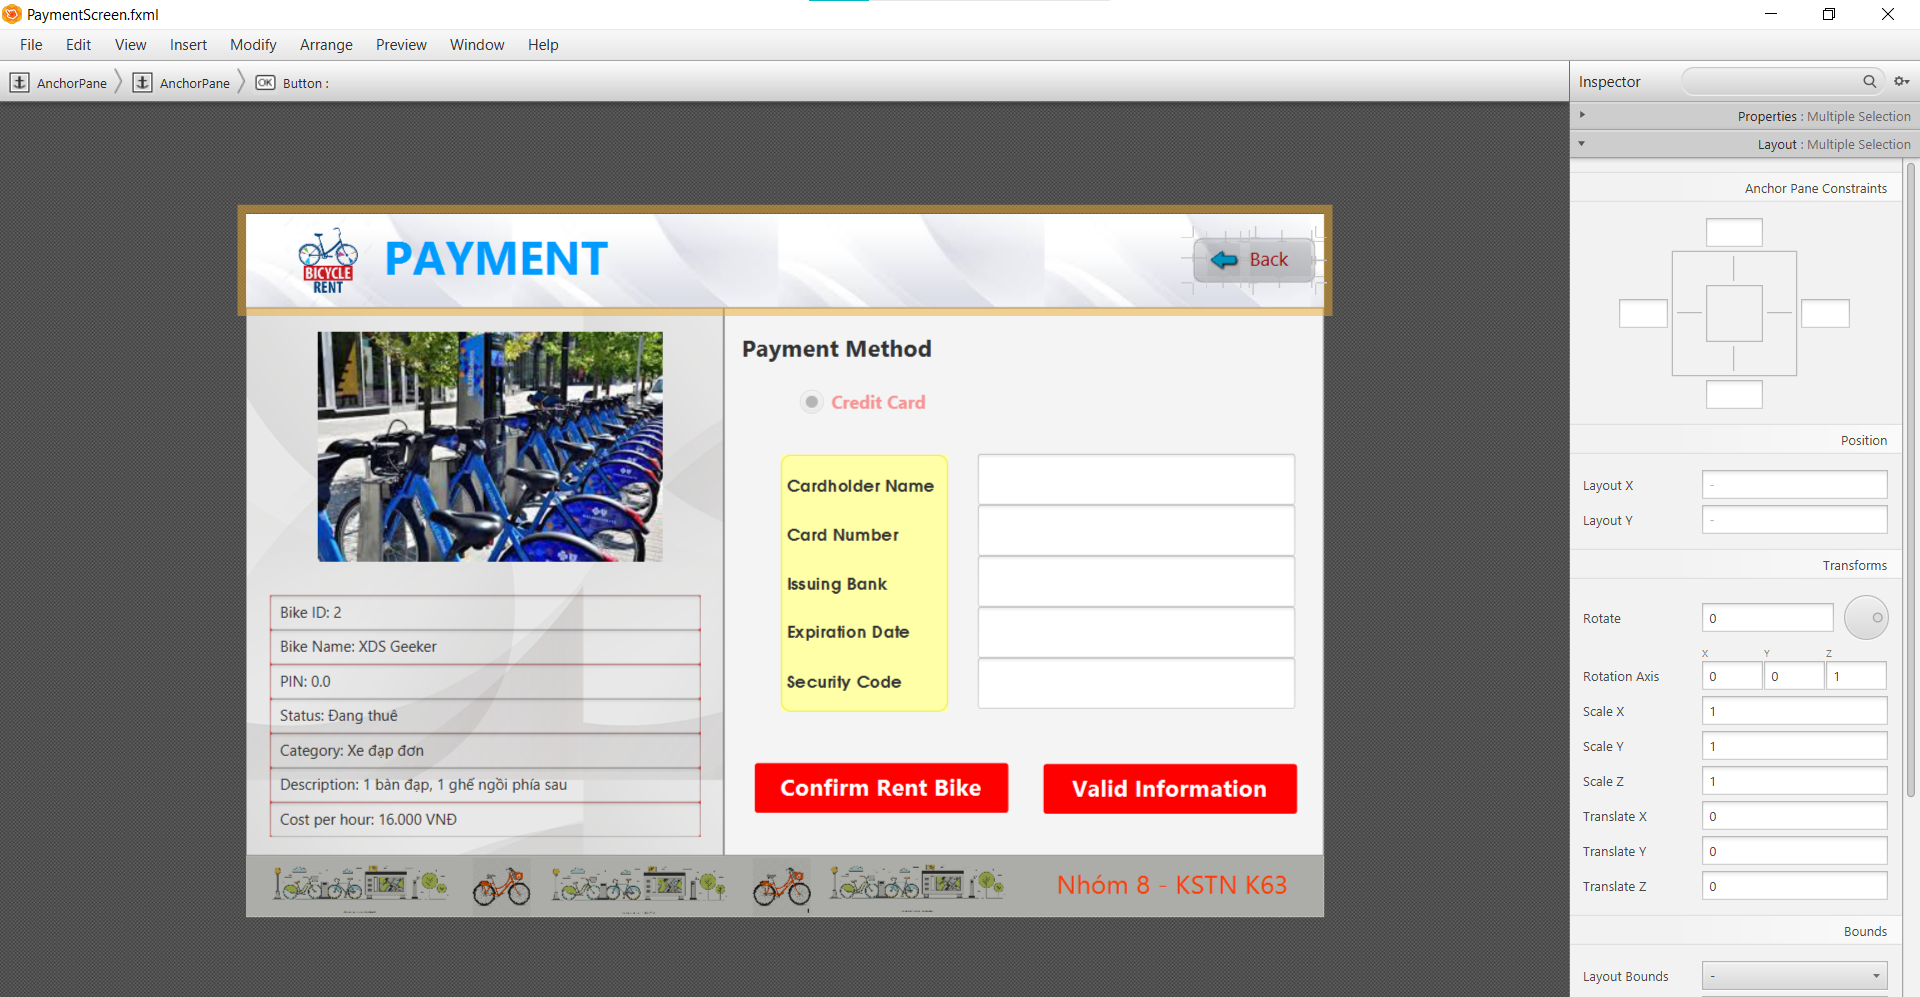 PaymentScreen.fxml
File Edit View Insert Modify Arrange Preview Window Help
AnchorPane AnchorPane OK Button :
Inspector
Properties : Multiple Selection
Layout : Multiple Selection
Anchor Pane Constraints
Position
Layout X -
Layout Y -
Transforms
Rotate 0
X Y Z
Rotation Axis 0 0 1
Scale X 1
Scale Y 1
Scale Z 1
Translate X 0
Translate Y 0
Translate Z 0
Bounds
Layout Bounds -
BICYCLE
RENT
PAYMENT
Back
Bike ID: 2
Bike Name: XDS Geeker
PIN: 0.0
Status: Đang thuê
Category: Xe đạp đơn
Description: 1 bàn đạp, 1 ghế ngồi phía sau
Cost per hour: 16.000 VNĐ
Payment Method
Credit Card
Cardholder Name
Card Number
Issuing Bank
Expiration Date
Security Code
Confirm Rent Bike
Valid Information
Nhóm 8 - KSTN K63